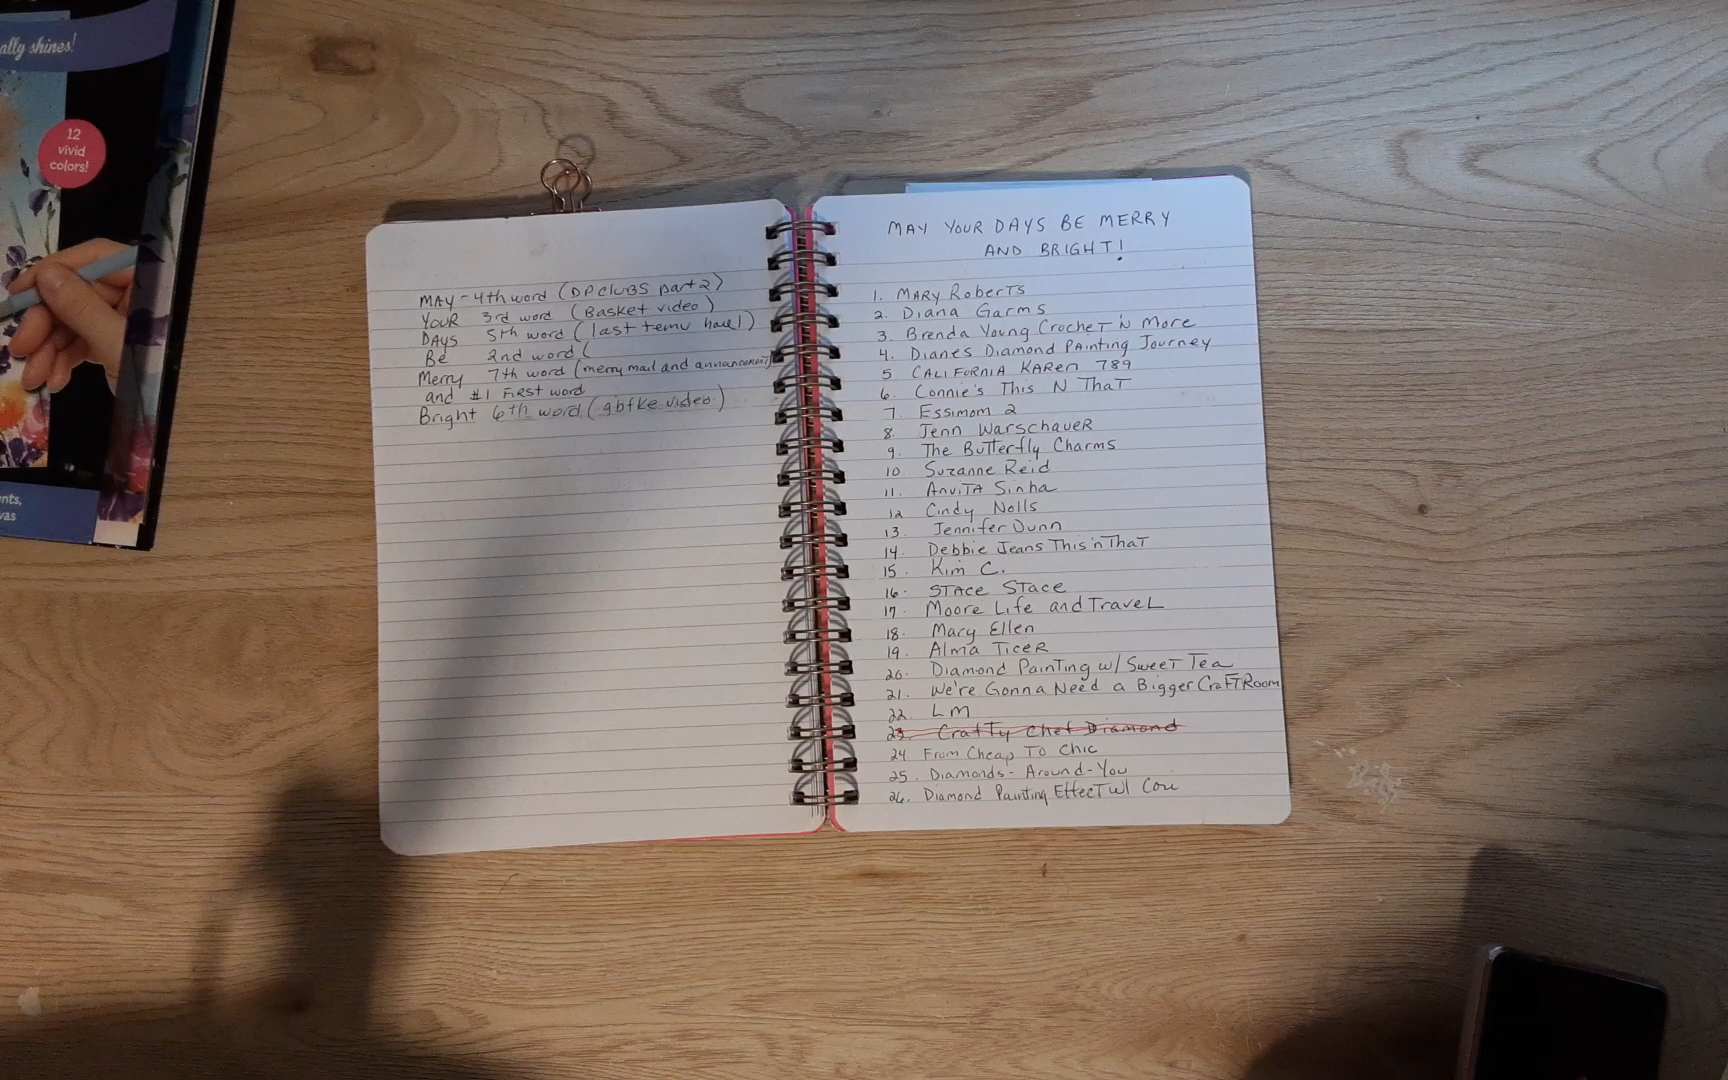 ally shines!
12
vivid
colors!
nts,
vas
MAY - 4th word (DP CLUBS part 2)
YOUR 3rd word (Basket video)
DAYS 5th word (last temu haul)
Be 2nd word (
Merry 7th word (merry mail and annancement)
and #1 First word
Bright 6th word (gbfke video)
MAY YOUR DAYS BE MERRY
AND BRIGHT!
1. MARY RoberTs
2. Diana Garms
3. Brenda Young CrocheT 'N More
4. Diane's Diamond PAinting Journey
5 CALIFORNIA KARen 789
6. Connie's This N ThaT
7. Essimom 2
8. Jenn WarschaueR
9. The Butterfly Charms
10. Suzanne Reid
11. AnviTA Sinha
12 Cindy Nolls
13. Jennifer Dunn
14. Debbie Jeans This 'n ThaT
15. Kim C.
16. STAce STace
17. Moore Life and TraveL
18. Mary Ellen
19. Alma TiceR
20. Diamond PainTing w/ SweeT Tea
21. We're Gonna Need a Bigger CraFT Room
22. LM
23. CrafTy Chef Diamond
24 From Cheap To Chic
25. Diamonds - Around - You
26. Diamond Painting EffecT w/ Cori